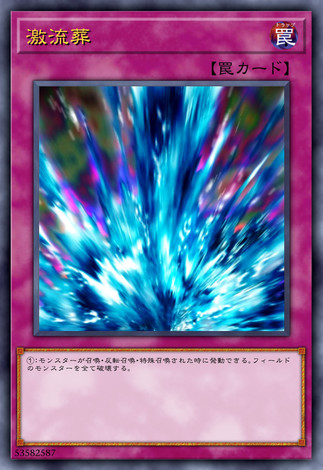 激流葬
トラップ
罠
【罠カード】
①:モンスターが召喚・反転召喚・特殊召喚された時に発動できる。フィールド
のモンスターを全て破壊する。
53582587